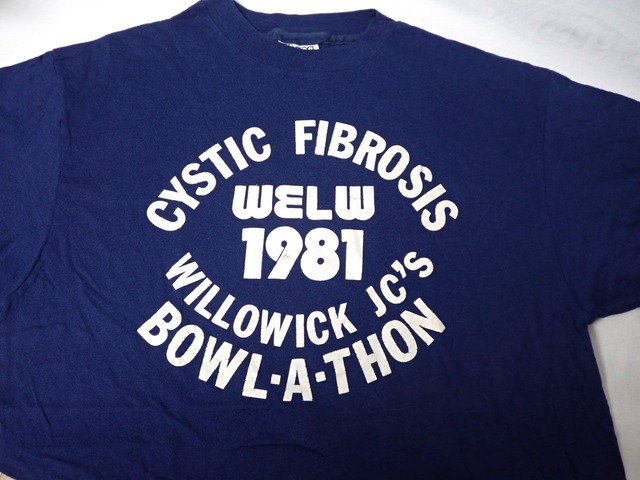 CYSTIC FIBROSIS
WELW
1981
WILLOWICK JC'S
BOWL-A-THON